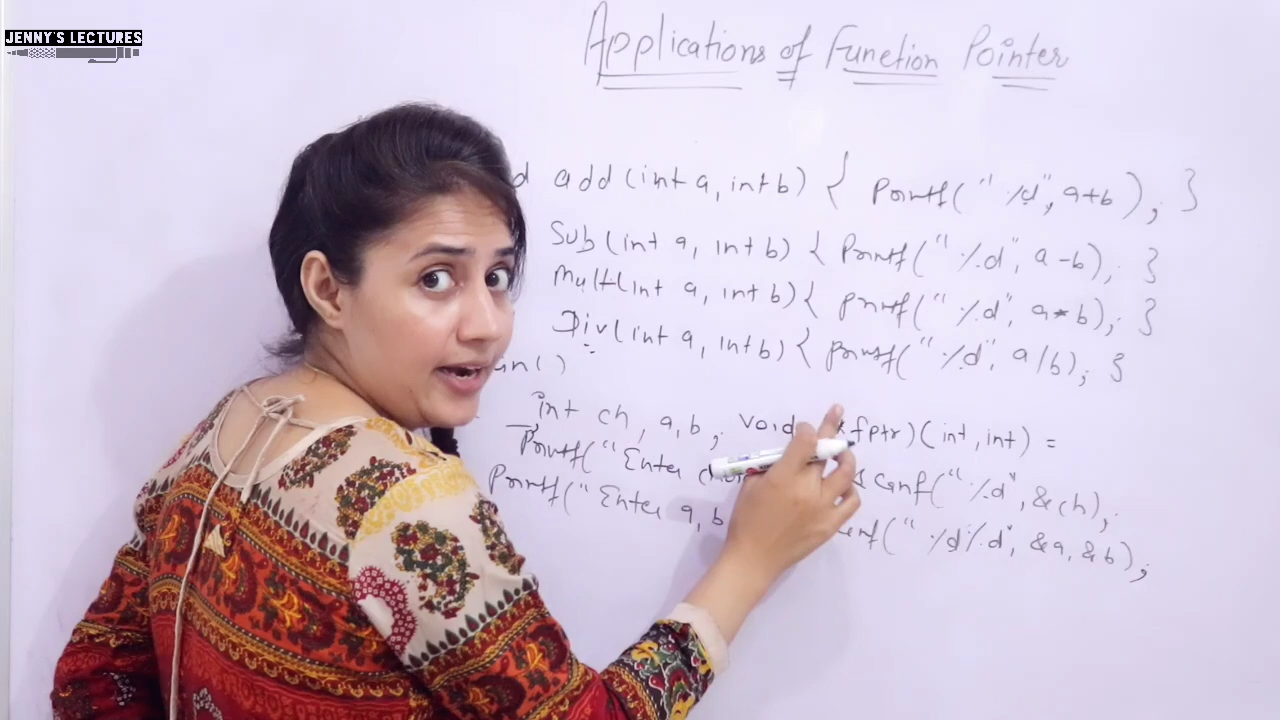 JENNY'S LECTURES
Applications of Function Pointer
add (int a, int b) { Printf(" %d", a+b ); }
Sub (int a, int b) { Printf(" %d", a-b); }
Mult(int a, int b) { printf(" %d", a*b); }
Div(int a, int b) { printf(" %d", a/b); }
int ch, a,b; void *fptr)(int, int) =
Printf("Enter scanf(" %d", &ch);
Printf(" Enter a,b (" %d%d", &a, &b);